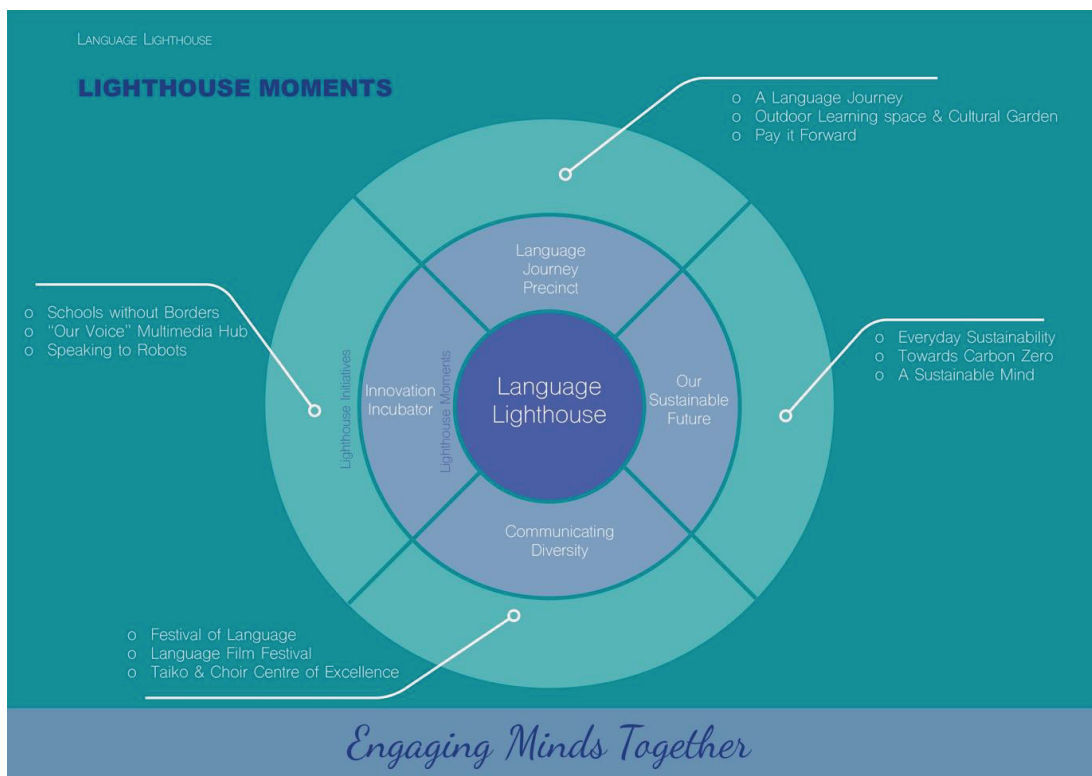 LANGUAGE LIGHTHOUSE
LIGHTHOUSE MOMENTS
o A Language Journey
o Outdoor Learning space & Cultural Garden
o Pay it Forward
Language
Journey
Precinct
o Schools without Borders
o “Our Voice” Multimedia Hub
o Speaking to Robots
o Everyday Sustainability
o Towards Carbon Zero
o A Sustainable Mind
Lighthouse Initiatives
Innovation
Incubator
Lighthouse Moments
Language
Lighthouse
Our
Sustainable
Future
Communicating
Diversity
o Festival of Language
o Language Film Festival
o Taiko & Choir Centre of Excellence
Engaging Minds Together